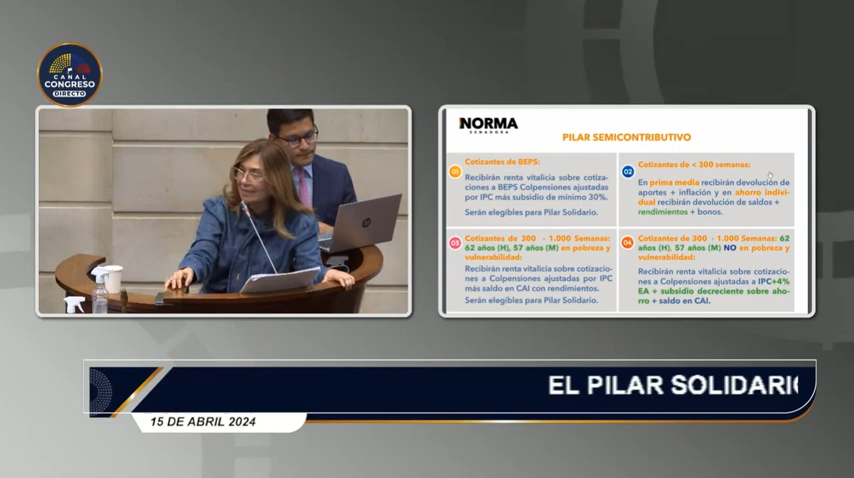 CANAL
CONGRESO
DIRECTO
hp
NORMA
SENADORA
PILAR SEMICONTRIBUTIVO
01
Cotizantes de BEPS:
Recibirán renta vitalicia sobre cotiza-
ciones a BEPS Colpensiones ajustadas
por IPC más subsidio de mínimo 30%.
Serán elegibles para Pilar Solidario.
02
Cotizantes de < 300 semanas:
En prima media recibirán devolución de
aportes + inflación y en ahorro indivi-
dual recibirán devolución de saldos +
rendimientos + bonos.
03
Cotizantes de 300 - 1.000 Semanas:
62 años (H), 57 años (M) en pobreza y
vulnerabilidad:
Recibirán renta vitalicia sobre cotizacio-
nes a Colpensiones ajustadas por IPC
más saldo en CAI con rendimientos.
Serán elegibles para Pilar Solidario.
04
Cotizantes de 300 - 1.000 Semanas: 62
años (H), 57 años (M) NO en pobreza y
vulnerabilidad:
Recibirán renta vitalicia sobre cotizacio-
nes a Colpensiones ajustadas a IPC+4%
EA + subsidio decreciente sobre aho-
rro + saldo en CAI.
EL PILAR SOLIDARIO
15 DE ABRIL 2024